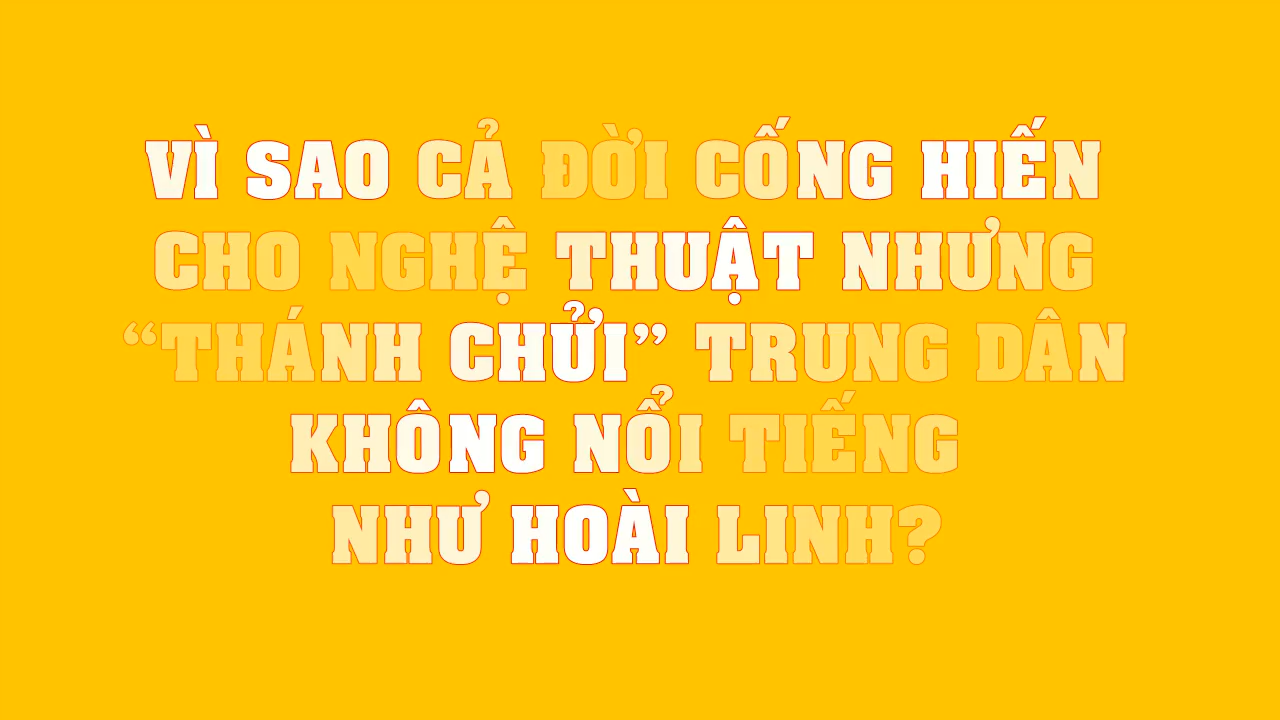 VÌ SAO CẢ ĐỜI CỐNG HIẾN
CHO NGHỆ THUẬT NHƯNG
“THÁNH CHỬI” TRUNG DÂN
KHÔNG NỔI TIẾNG
NHƯ HOÀI LINH?